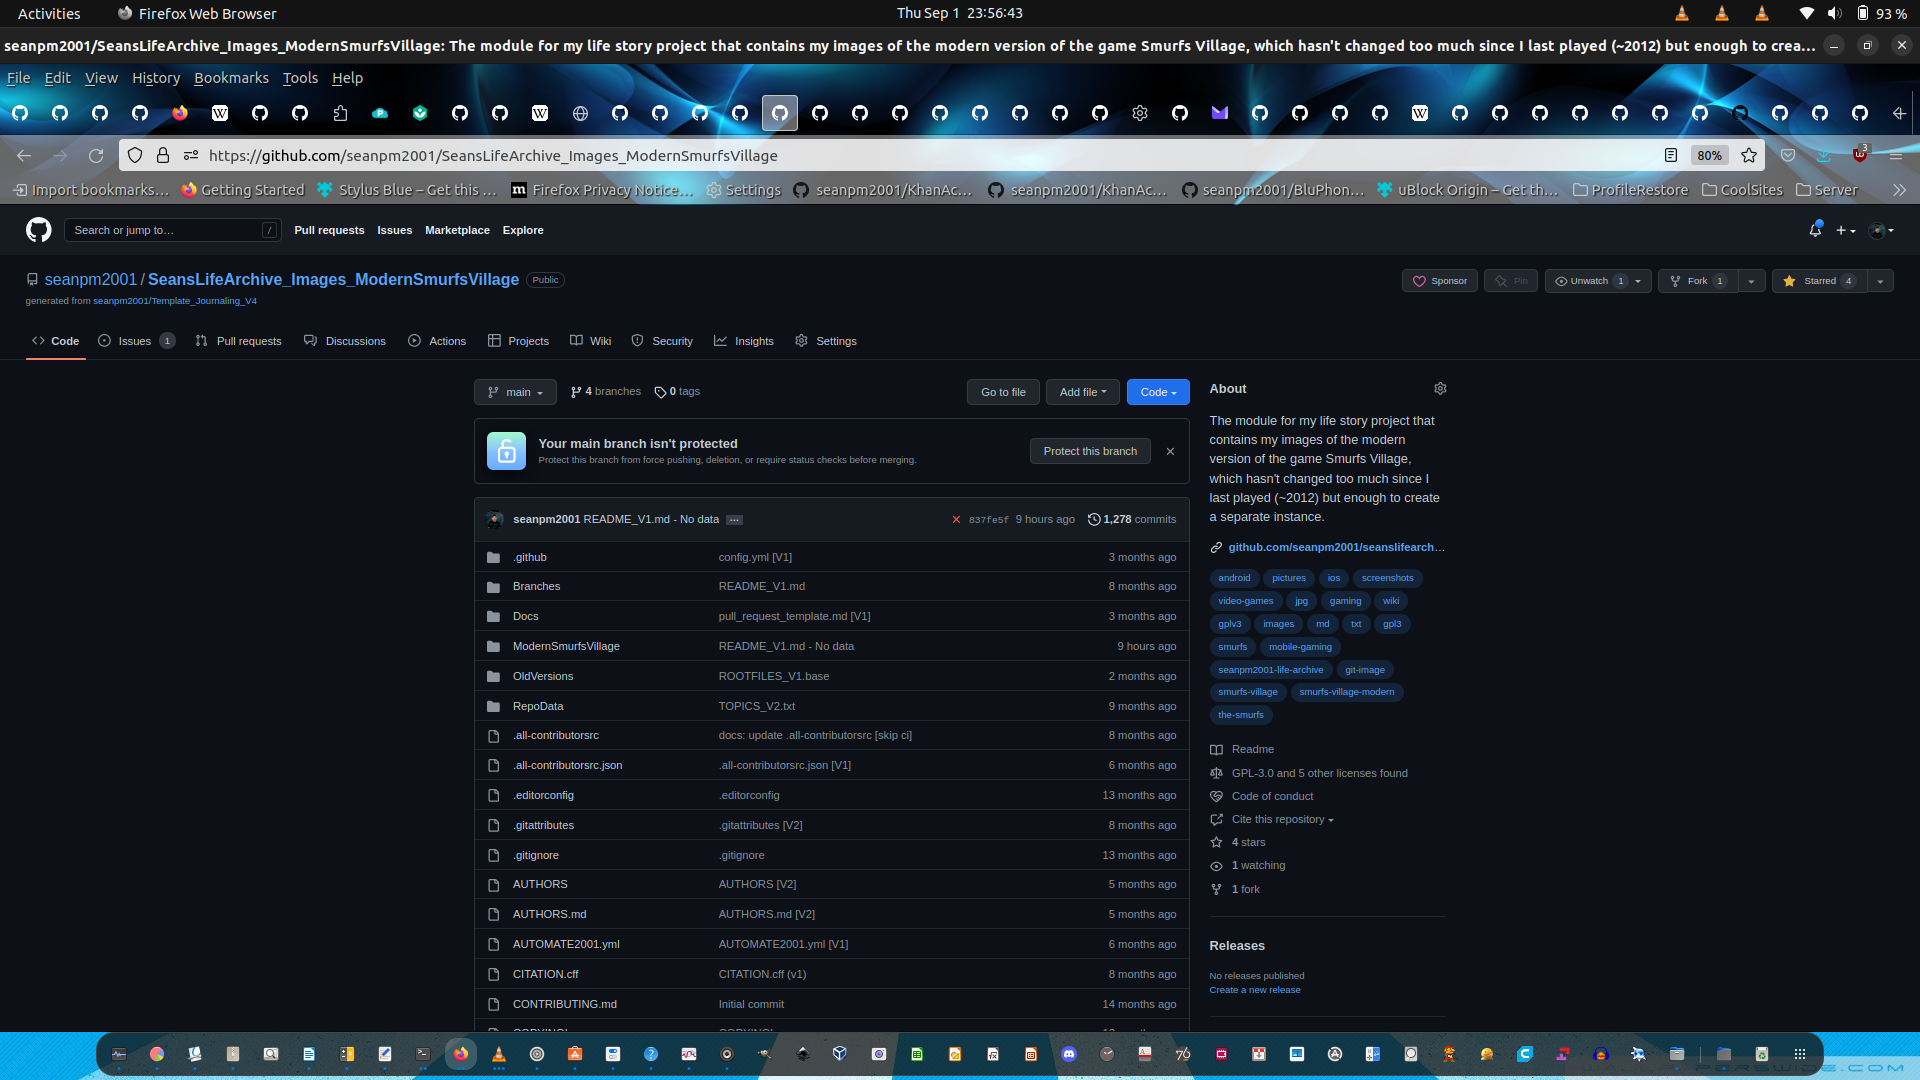 Activities
Firefox Web Browser
Thu Sep 1 23:56:43
93 %
seanpm2001/SeansLifeArchive_Images_ModernSmurfsVillage: The module for my life story project that contains my images of the modern version of the game Smurfs Village, which hasn't changed too much since I last played (~2012) but enough to crea…
File Edit View History Bookmarks Tools Help
https://github.com/seanpm2001/SeansLifeArchive_Images_ModernSmurfsVillage
80%
3
Import bookmarks… Getting Started Stylus Blue – Get this … Firefox Privacy Notice… Settings seanpm2001/KhanAc… seanpm2001/KhanAc… seanpm2001/BluPhon… uBlock Origin – Get th… ProfileRestore CoolSites Server
Search or jump to… /
Pull requests Issues Marketplace Explore
seanpm2001 / SeansLifeArchive_Images_ModernSmurfsVillage Public
Sponsor Pin Unwatch 1 Fork 1 Starred 4
generated from seanpm2001/Template_Journaling_V4
Code Issues 1 Pull requests Discussions Actions Projects Wiki Security Insights Settings
main 4 branches 0 tags Go to file Add file Code
Your main branch isn't protected
Protect this branch from force pushing, deletion, or require status checks before merging.
Protect this branch
seanpm2001 README_V1.md - No data … 837fe5f 9 hours ago 1,278 commits
.github config.yml [V1] 3 months ago
Branches README_V1.md 8 months ago
Docs pull_request_template.md [V1] 3 months ago
ModernSmurfsVillage README_V1.md - No data 9 hours ago
OldVersions ROOTFILES_V1.base 2 months ago
RepoData TOPICS_V2.txt 9 months ago
.all-contributorsrc docs: update .all-contributorsrc [skip ci] 8 months ago
.all-contributorsrc.json .all-contributorsrc.json [V1] 6 months ago
.editorconfig .editorconfig 13 months ago
.gitattributes .gitattributes [V2] 8 months ago
.gitignore .gitignore 13 months ago
AUTHORS AUTHORS [V2] 5 months ago
AUTHORS.md AUTHORS.md [V2] 5 months ago
AUTOMATE2001.yml AUTOMATE2001.yml [V1] 6 months ago
CITATION.cff CITATION.cff (v1) 8 months ago
CONTRIBUTING.md Initial commit 14 months ago
About
The module for my life story project that
contains my images of the modern
version of the game Smurfs Village,
which hasn't changed too much since I
last played (~2012) but enough to create
a separate instance.
github.com/seanpm2001/seanslifearch…
android pictures ios screenshots
video-games jpg gaming wiki
gplv3 images md txt gpl3
smurfs mobile-gaming
seanpm2001-life-archive git-image
smurfs-village smurfs-village-modern
the-smurfs
Readme
GPL-3.0 and 5 other licenses found
Code of conduct
Cite this repository
4 stars
1 watching
1 fork
Releases
No releases published
Create a new release